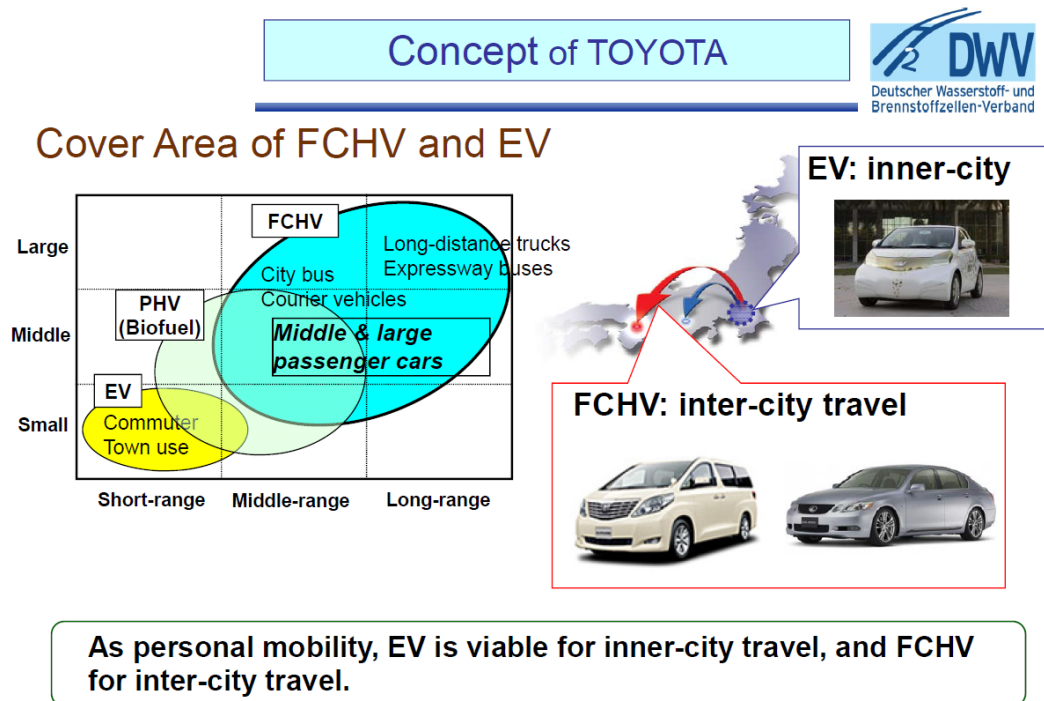 Concept of TOYOTA
DWV
Deutscher Wasserstoff- und
Brennstoffzellen-Verband
Cover Area of FCHV and EV
EV: inner-city
FCHV
Large
Long-distance trucks
Expressway buses
City bus
Courier vehicles
PHV
(Biofuel)
Middle
Middle & large
passenger cars
EV
Small
Commuter
Town use
Short-range
Middle-range
Long-range
FCHV: inter-city travel
As personal mobility, EV is viable for inner-city travel, and FCHV
for inter-city travel.